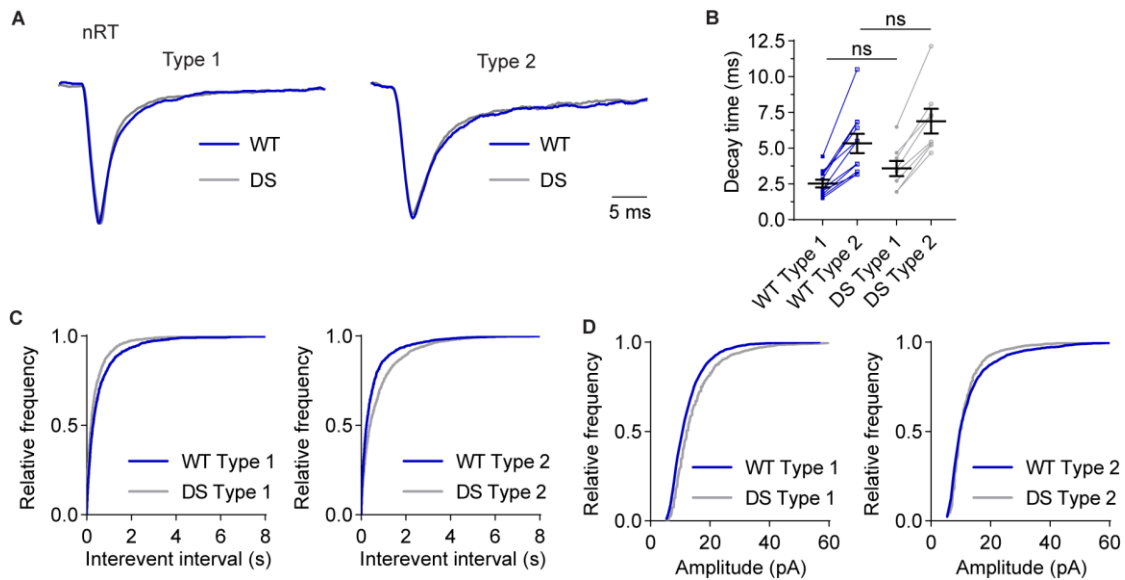 A
nRT
Type 1
Type 2
WT
DS
WT
DS
5 ms
B
ns
ns
Decay time (ms)
12.5
10.0
7.5
5.0
2.5
0.0
WT Type 1
WT Type 2
DS Type 1
DS Type 2
C
Relative frequency
1.0
0.5
0.0
WT Type 1
DS Type 1
0 2 4 6 8
Interevent interval (s)
Relative frequency
1.0
0.5
0.0
WT Type 2
DS Type 2
0 2 4 6 8
Interevent interval (s)
D
Relative frequency
1.0
0.5
0.0
WT Type 1
DS Type 1
0 20 40 60
Amplitude (pA)
Relative frequency
1.0
0.5
0.0
WT Type 2
DS Type 2
0 20 40 60
Amplitude (pA)